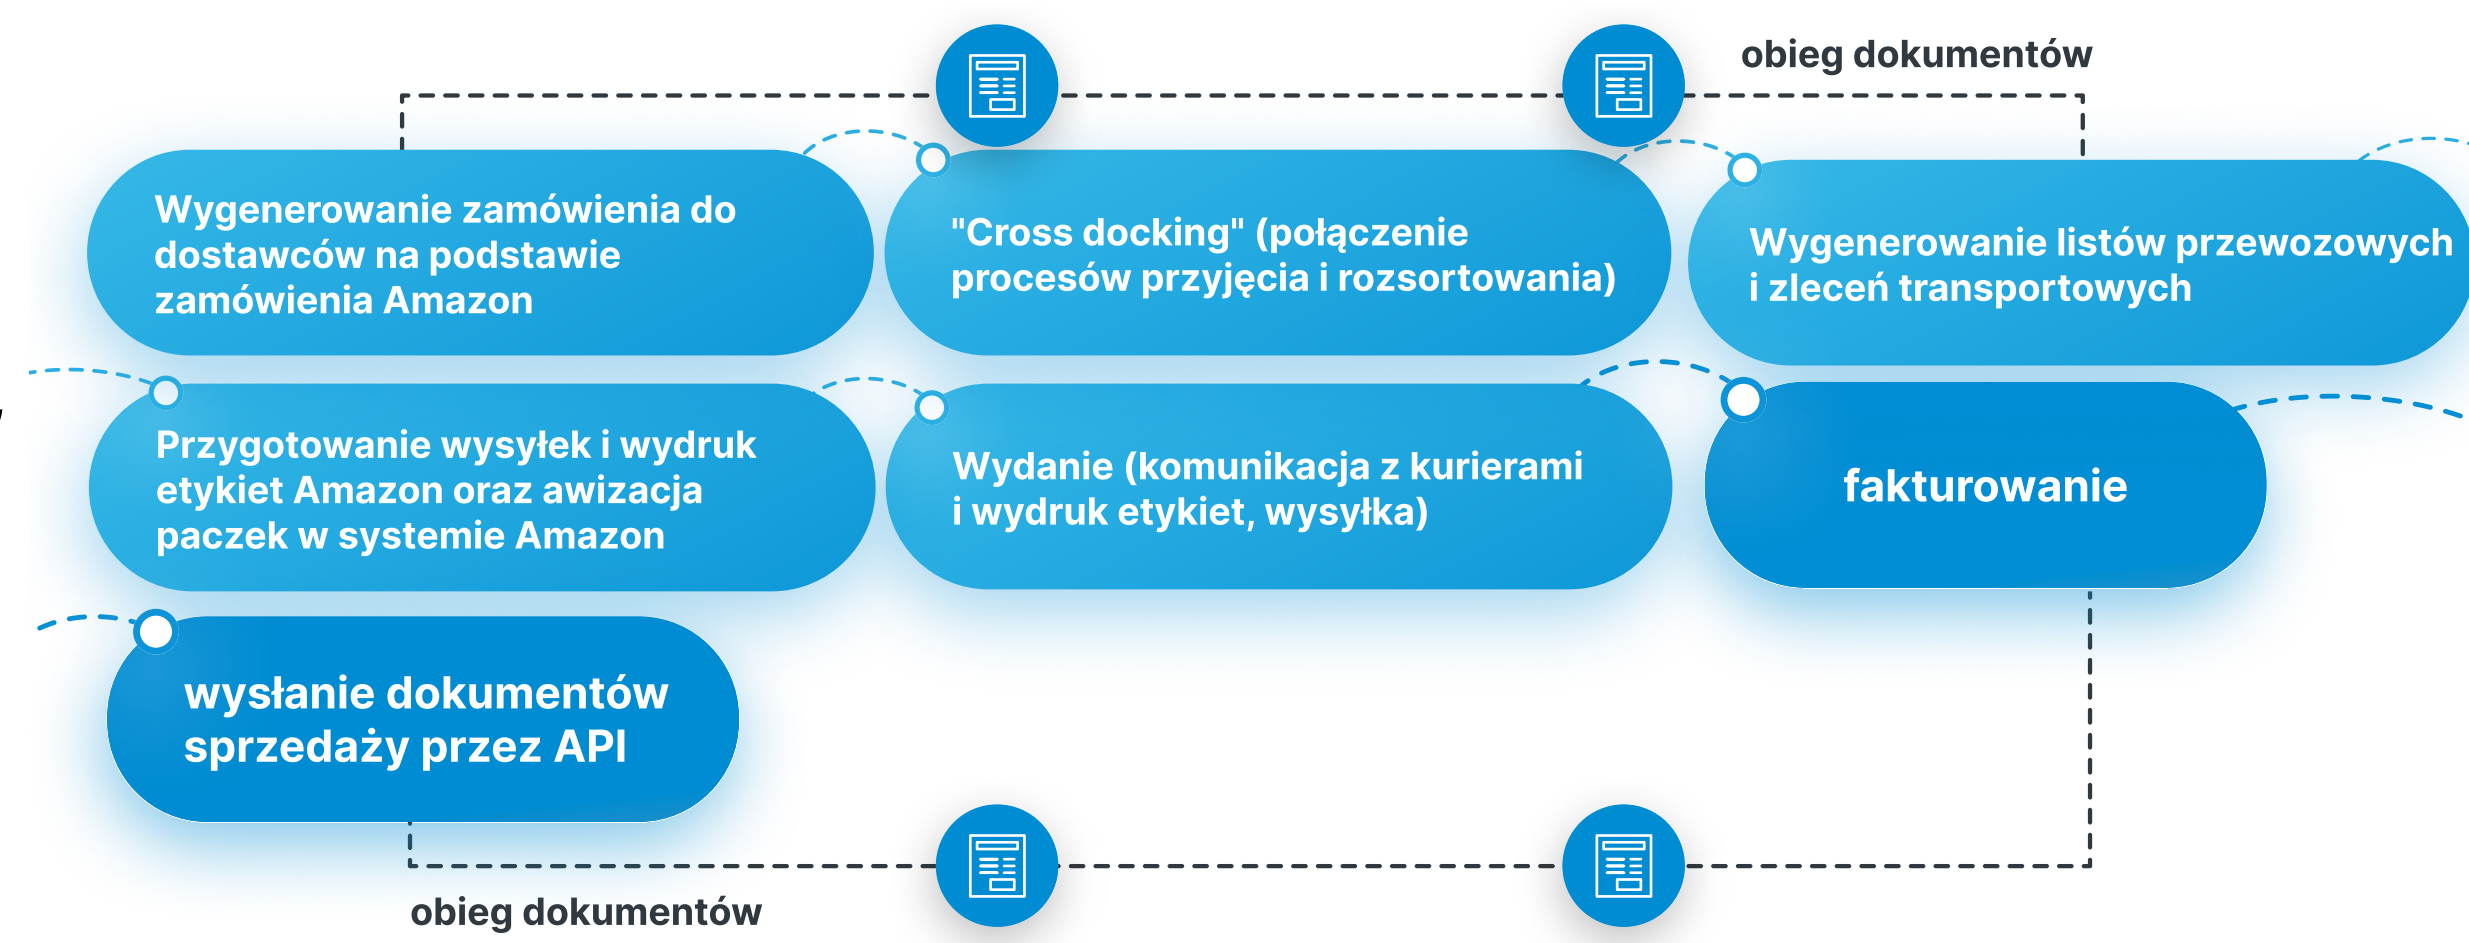 obieg dokumentów
Wygenerowanie zamówienia do
dostawców na podstawie
zamówienia Amazon
"Cross docking" (połączenie
procesów przyjęcia i rozsortowania)
Wygenerowanie listów przewozowych
i zleceń transportowych
Przygotowanie wysyłek i wydruk
etykiet Amazon oraz awizacja
paczek w systemie Amazon
Wydanie (komunikacja z kurierami
i wydruk etykiet, wysyłka)
fakturowanie
wysłanie dokumentów
sprzedaży przez API
obieg dokumentów